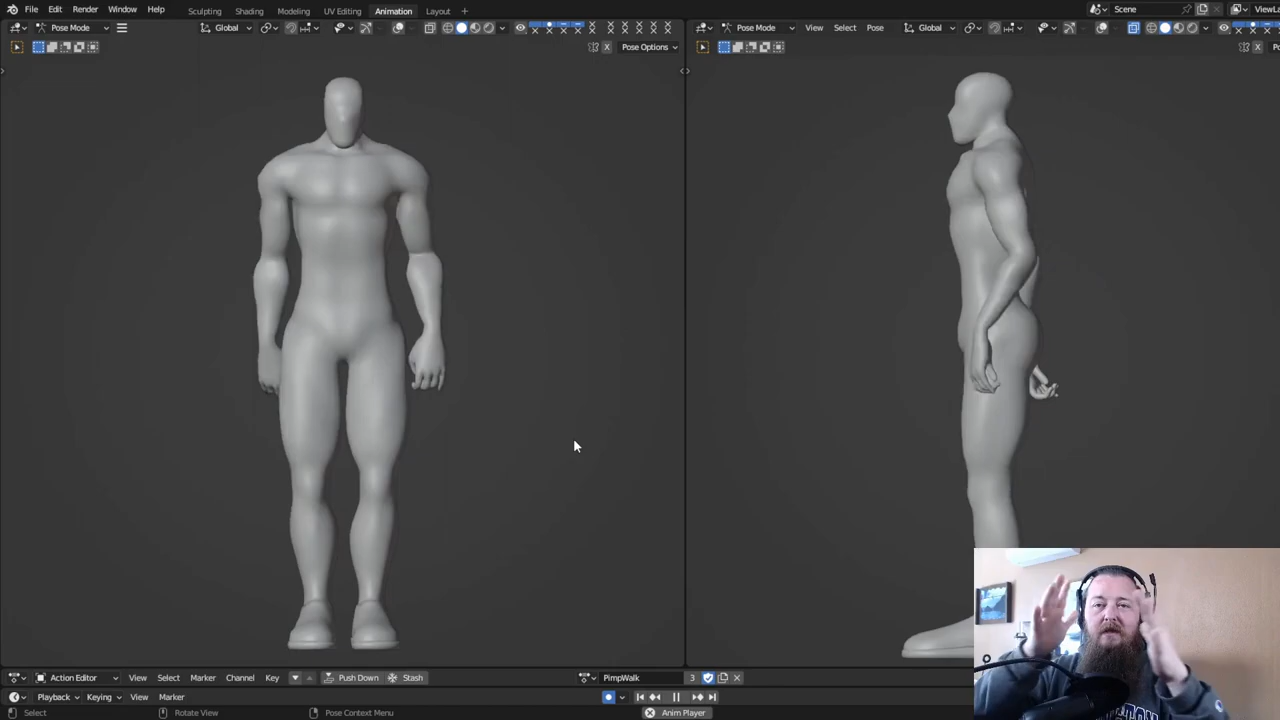 File Edit Render Window Help Sculpting Shading Modeling UV Editing Animation Layout + Scene
Pose Mode Global Pose Mode View Select Pose Global
X Pose Options X
Action Editor View Select Marker Channel Key Push Down Stash PimpWalk 3
Playback Keying View Marker
Select Rotate View Pose Context Menu Anim Player